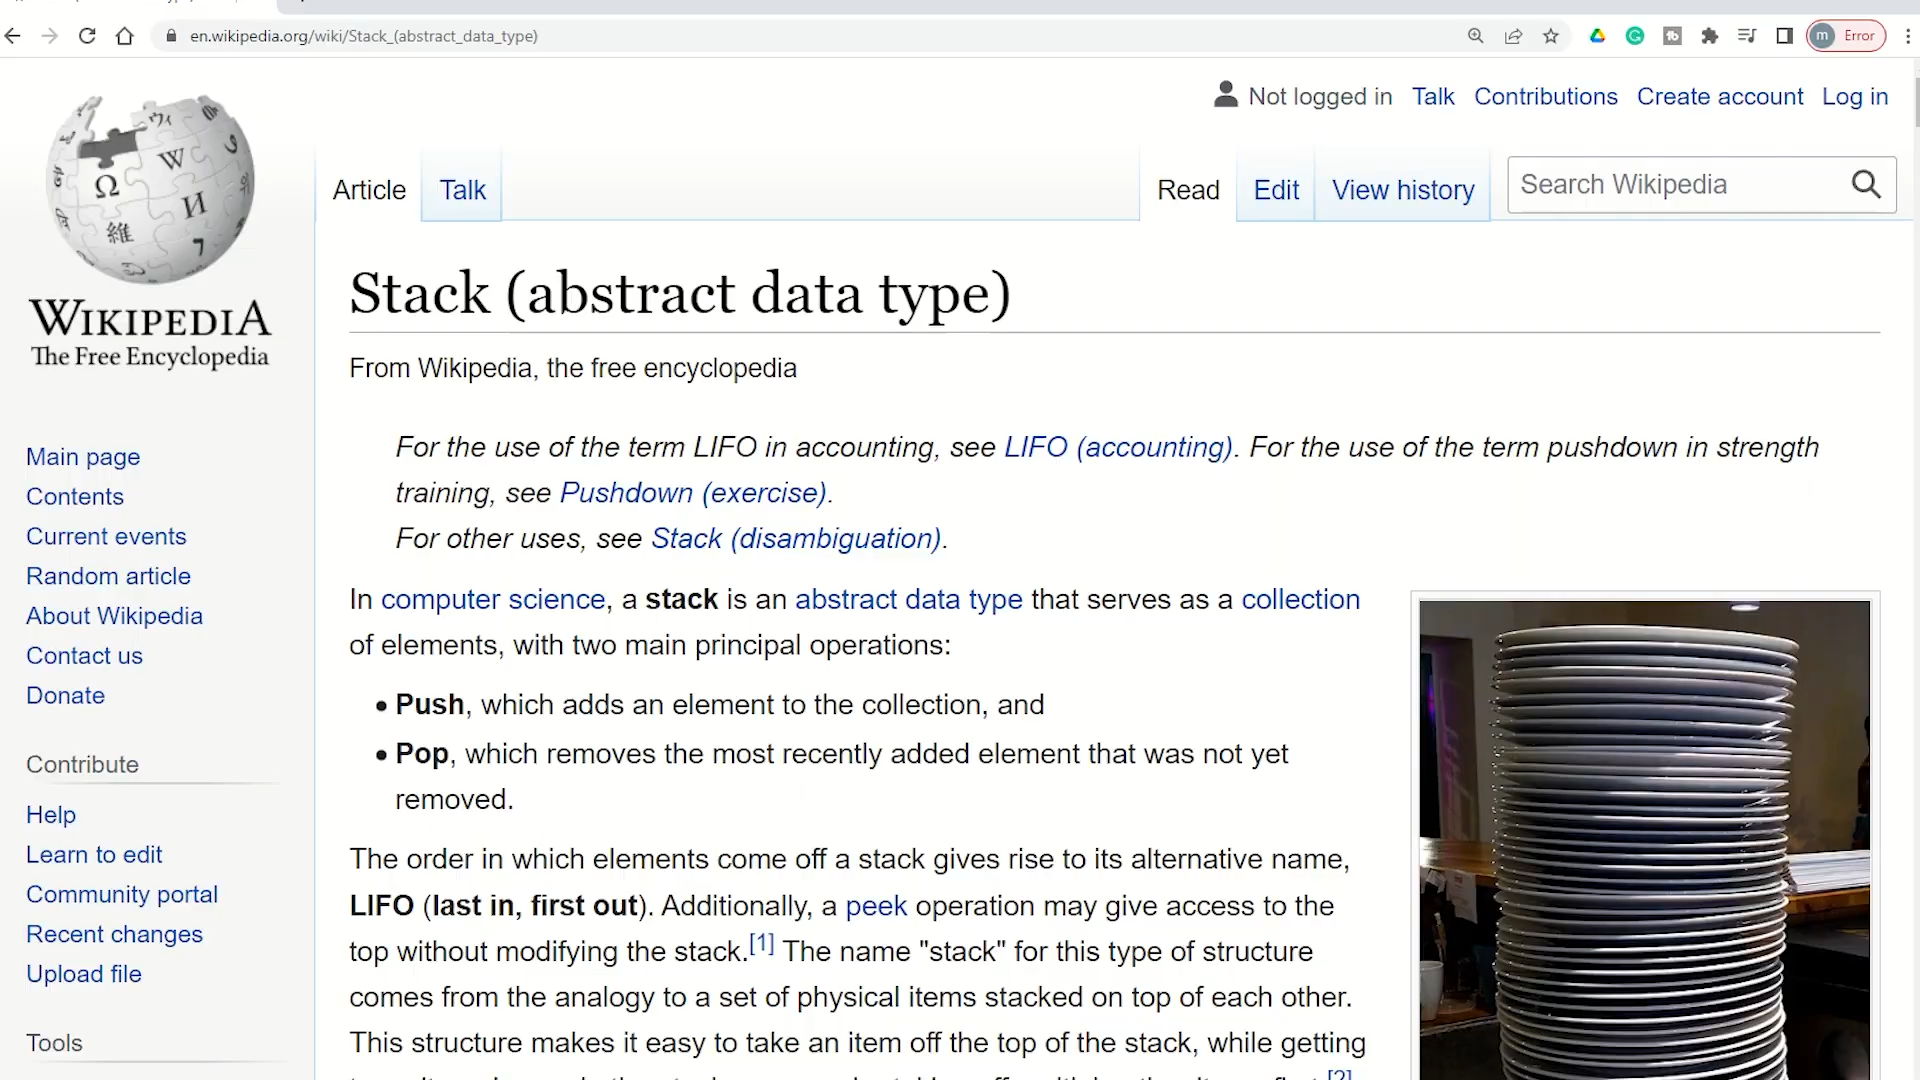 en.wikipedia.org/wiki/Stack_(abstract_data_type)
m Error
Not logged in Talk Contributions Create account Log in
Article Talk Read Edit View history Search Wikipedia
WIKIPEDIA
The Free Encyclopedia
Main page
Contents
Current events
Random article
About Wikipedia
Contact us
Donate
Contribute
Help
Learn to edit
Community portal
Recent changes
Upload file
Tools
Stack (abstract data type)
From Wikipedia, the free encyclopedia
For the use of the term LIFO in accounting, see LIFO (accounting). For the use of the term pushdown in strength
training, see Pushdown (exercise).
For other uses, see Stack (disambiguation).
In computer science, a stack is an abstract data type that serves as a collection
of elements, with two main principal operations:
• Push, which adds an element to the collection, and
• Pop, which removes the most recently added element that was not yet
removed.
The order in which elements come off a stack gives rise to its alternative name,
LIFO (last in, first out). Additionally, a peek operation may give access to the
top without modifying the stack.[1] The name "stack" for this type of structure
comes from the analogy to a set of physical items stacked on top of each other.
This structure makes it easy to take an item off the top of the stack, while getting
[2]